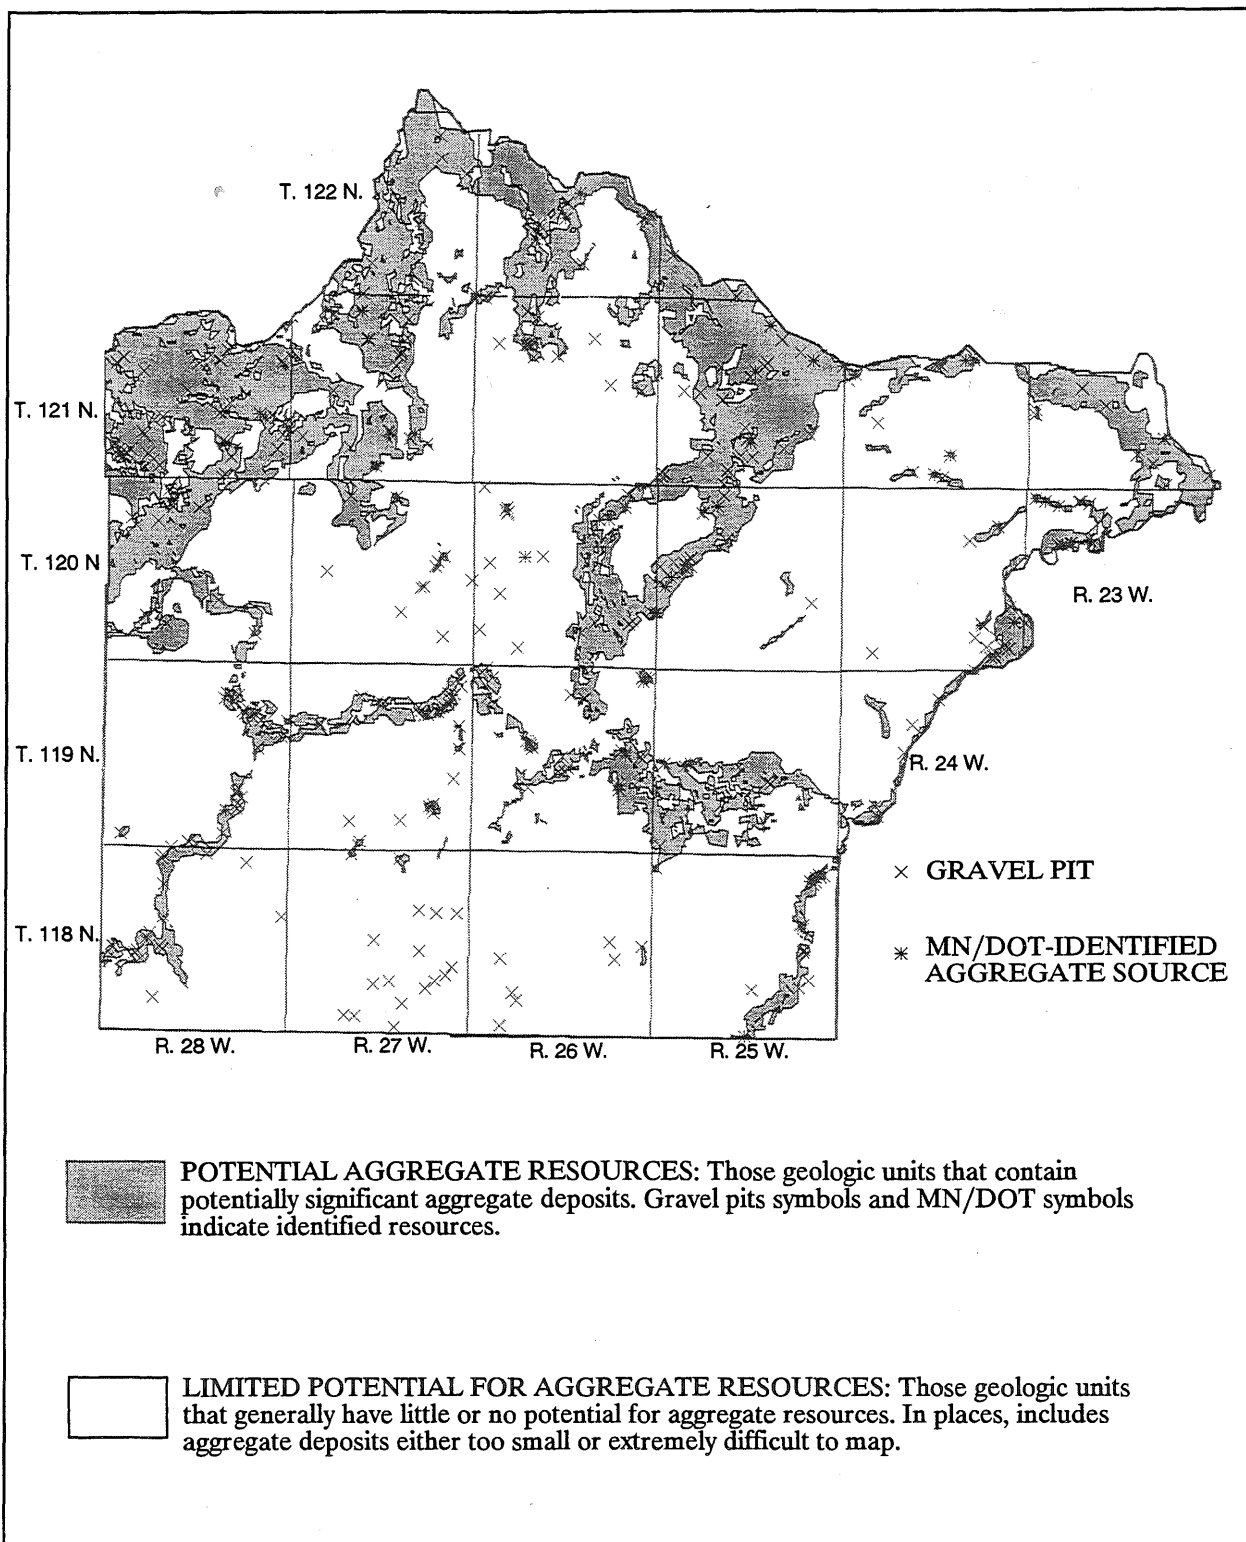 T. 122 N.
T. 121 N.
T. 120 N
R. 23 W.
T. 119 N.
R. 24 W.
× GRAVEL PIT
T. 118 N.
* MN/DOT-IDENTIFIED
AGGREGATE SOURCE
R. 28 W.
R. 27 W.
R. 26 W.
R. 25 W.
POTENTIAL AGGREGATE RESOURCES: Those geologic units that contain
potentially significant aggregate deposits. Gravel pits symbols and MN/DOT symbols
indicate identified resources.
LIMITED POTENTIAL FOR AGGREGATE RESOURCES: Those geologic units
that generally have little or no potential for aggregate resources. In places, includes
aggregate deposits either too small or extremely difficult to map.